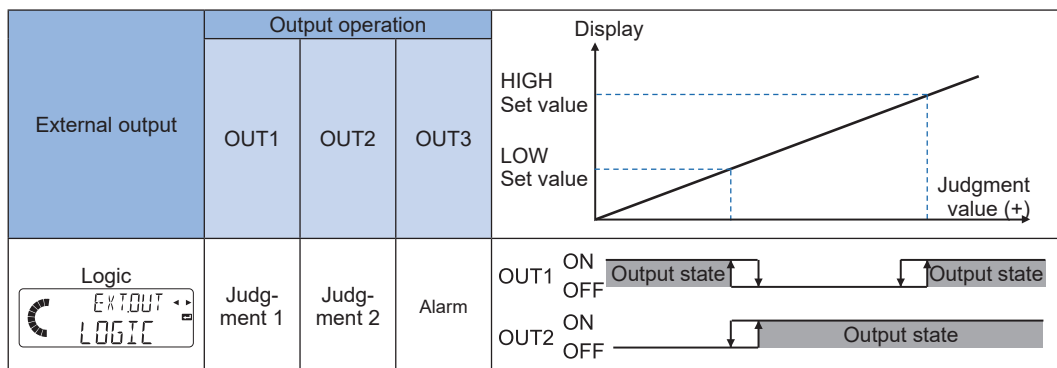 External output
Output operation
OUT1
OUT2
OUT3
Display
HIGH
Set value
LOW
Set value
Judgment
value (+)
Logic
EXT.OUT
LOGIC
Judg-
ment 1
Judg-
ment 2
Alarm
OUT1
ON
OFF
Output state
Output state
OUT2
ON
OFF
Output state